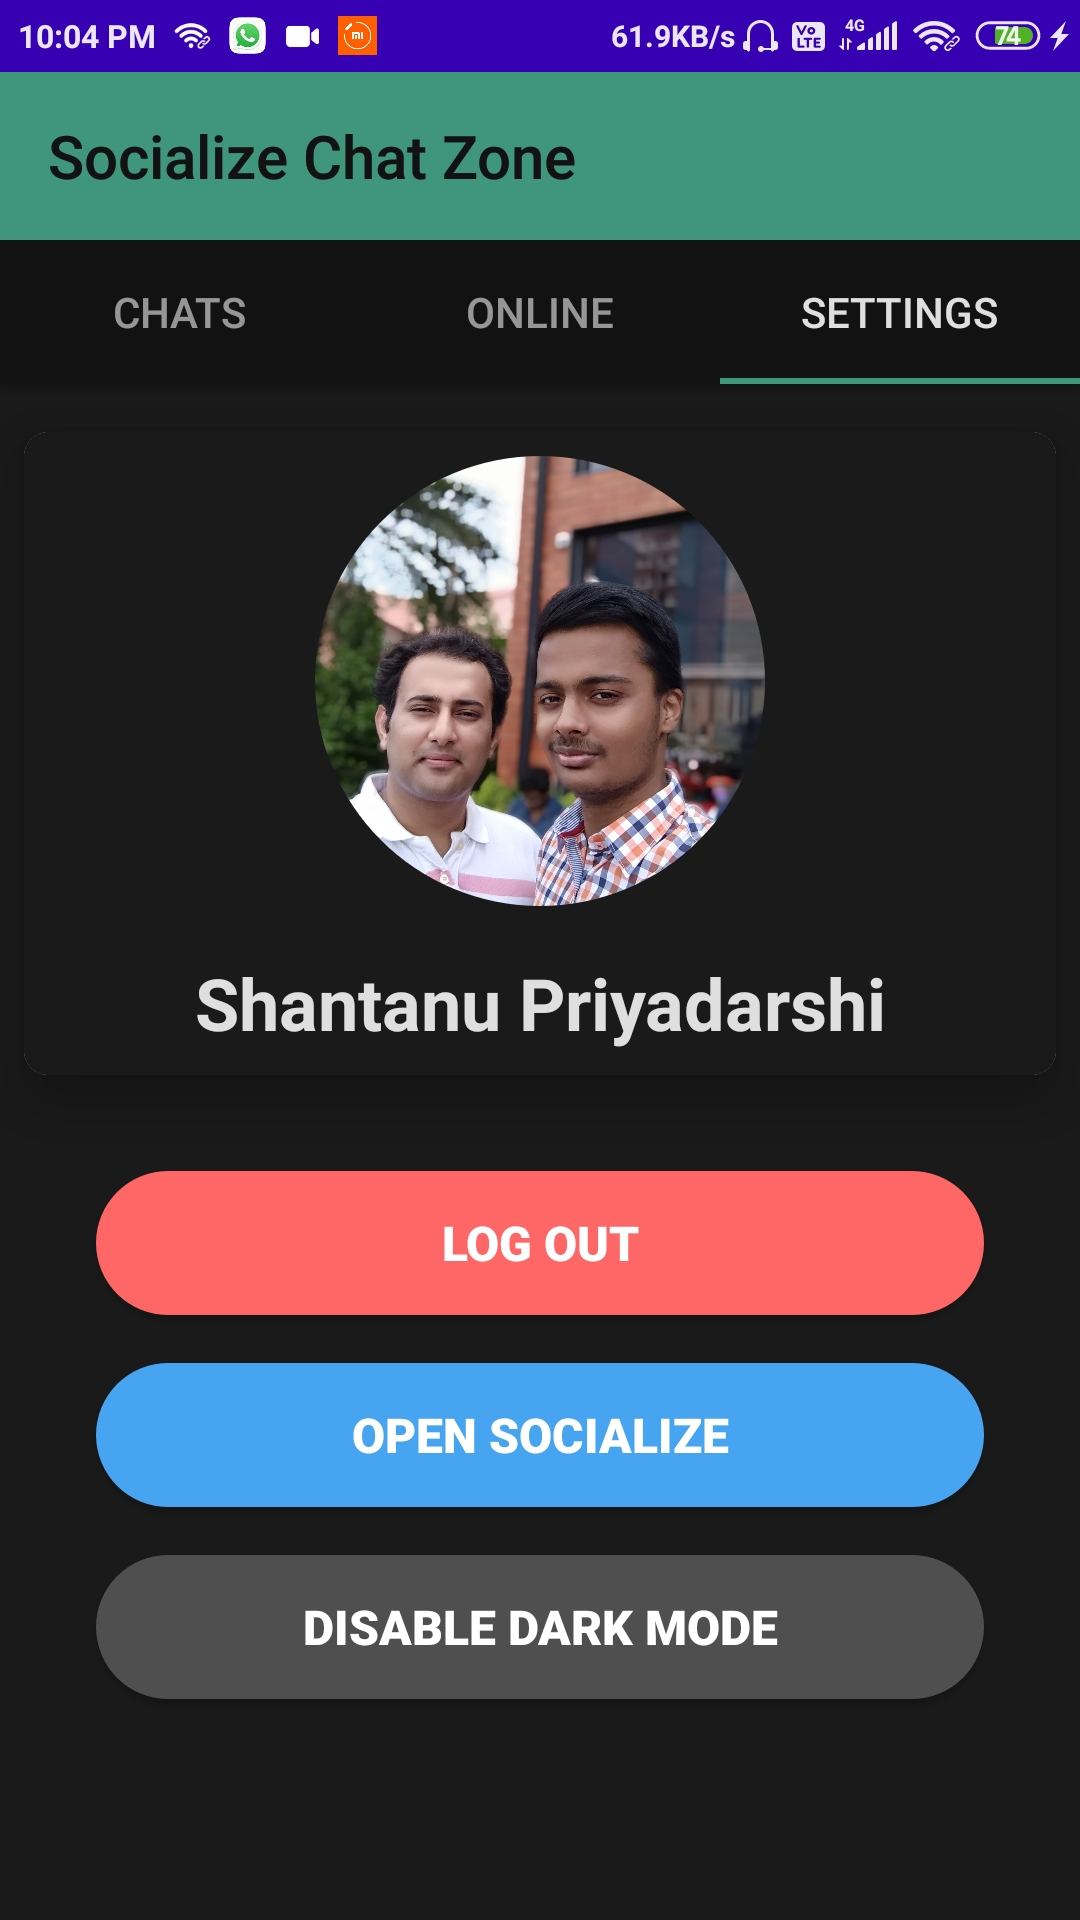 10:04 PM 61.9KB/s Vo LTE 4G 74
Socialize Chat Zone
CHATS ONLINE SETTINGS
Shantanu Priyadarshi
LOG OUT
OPEN SOCIALIZE
DISABLE DARK MODE